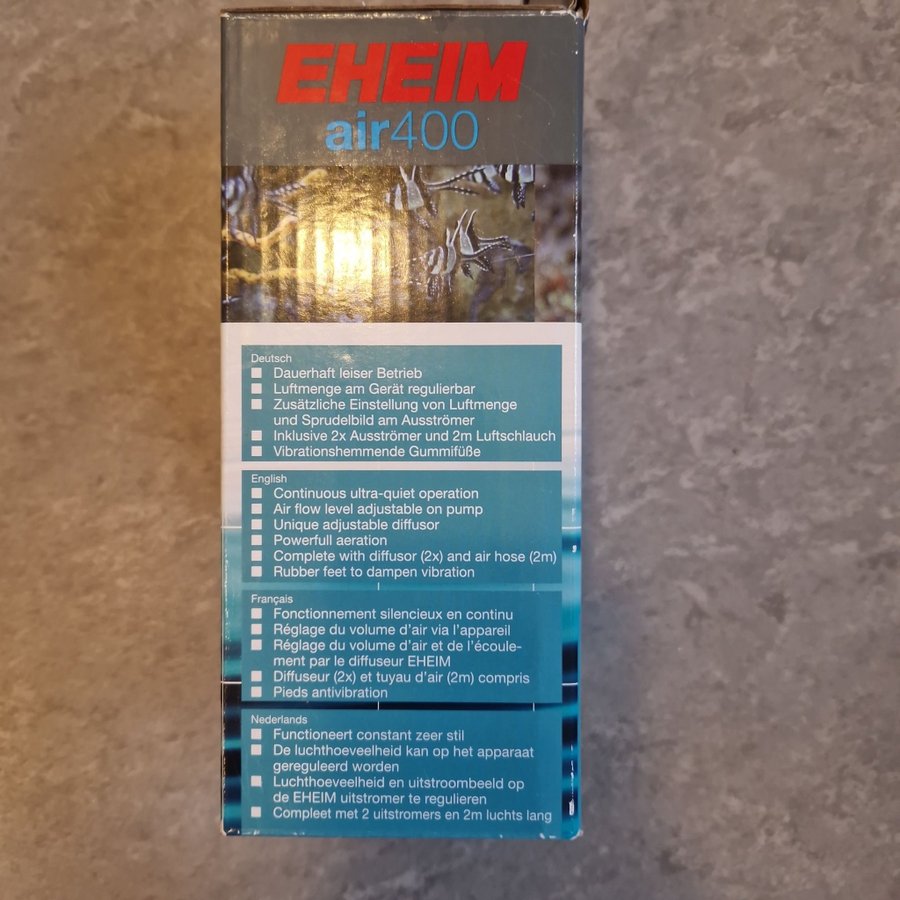 EHEIM
air400
Deutsch
Dauerhaft leiser Betrieb
Luftmenge am Gerät regulierbar
Zusätzliche Einstellung von Luftmenge
und Sprudelbild am Ausströmer
Inklusive 2x Ausströmer und 2m Luftschlauch
Vibrationshemmende Gummifüße
English
Continuous ultra-quiet operation
Air flow level adjustable on pump
Unique adjustable diffusor
Powerfull aeration
Complete with diffusor (2x) and air hose (2m)
Rubber feet to dampen vibration
Français
Fonctionnement silencieux en continu
Réglage du volume d'air via l'appareil
Réglage du volume d'air et de l'écoule-
ment par le diffuseur EHEIM
Diffuseur (2x) et tuyau d'air (2m) compris
Pieds antivibration
Nederlands
Functioneert constant zeer stil
De luchthoeveelheid kan op het apparaat
gereguleerd worden
Luchthoeveelheid en uitstroombeeld op
de EHEIM uitstromer te regulieren
Compleet met 2 uitstromers en 2m luchts lang